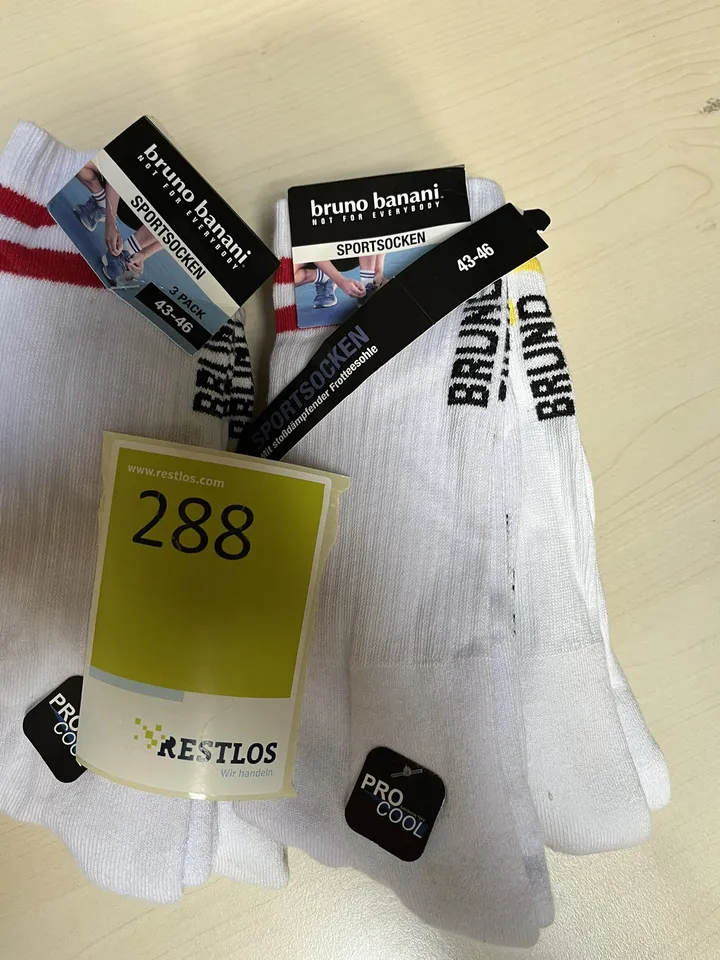 bruno banani
NOT FOR EVERYBODY
SPORTSOCKEN
3 PACK
43-46
bruno banani
NOT FOR EVERYBODY
SPORTSOCKEN
43-46
SPORTSOCKEN
Mit stoßdämpfender Frotteesohle
BRUNO
BRUNO
BRUNO
BRUNO
www.restlos.com
288
RESTLOS
Wir handeln.
PRO
COOL
PRO
COOL